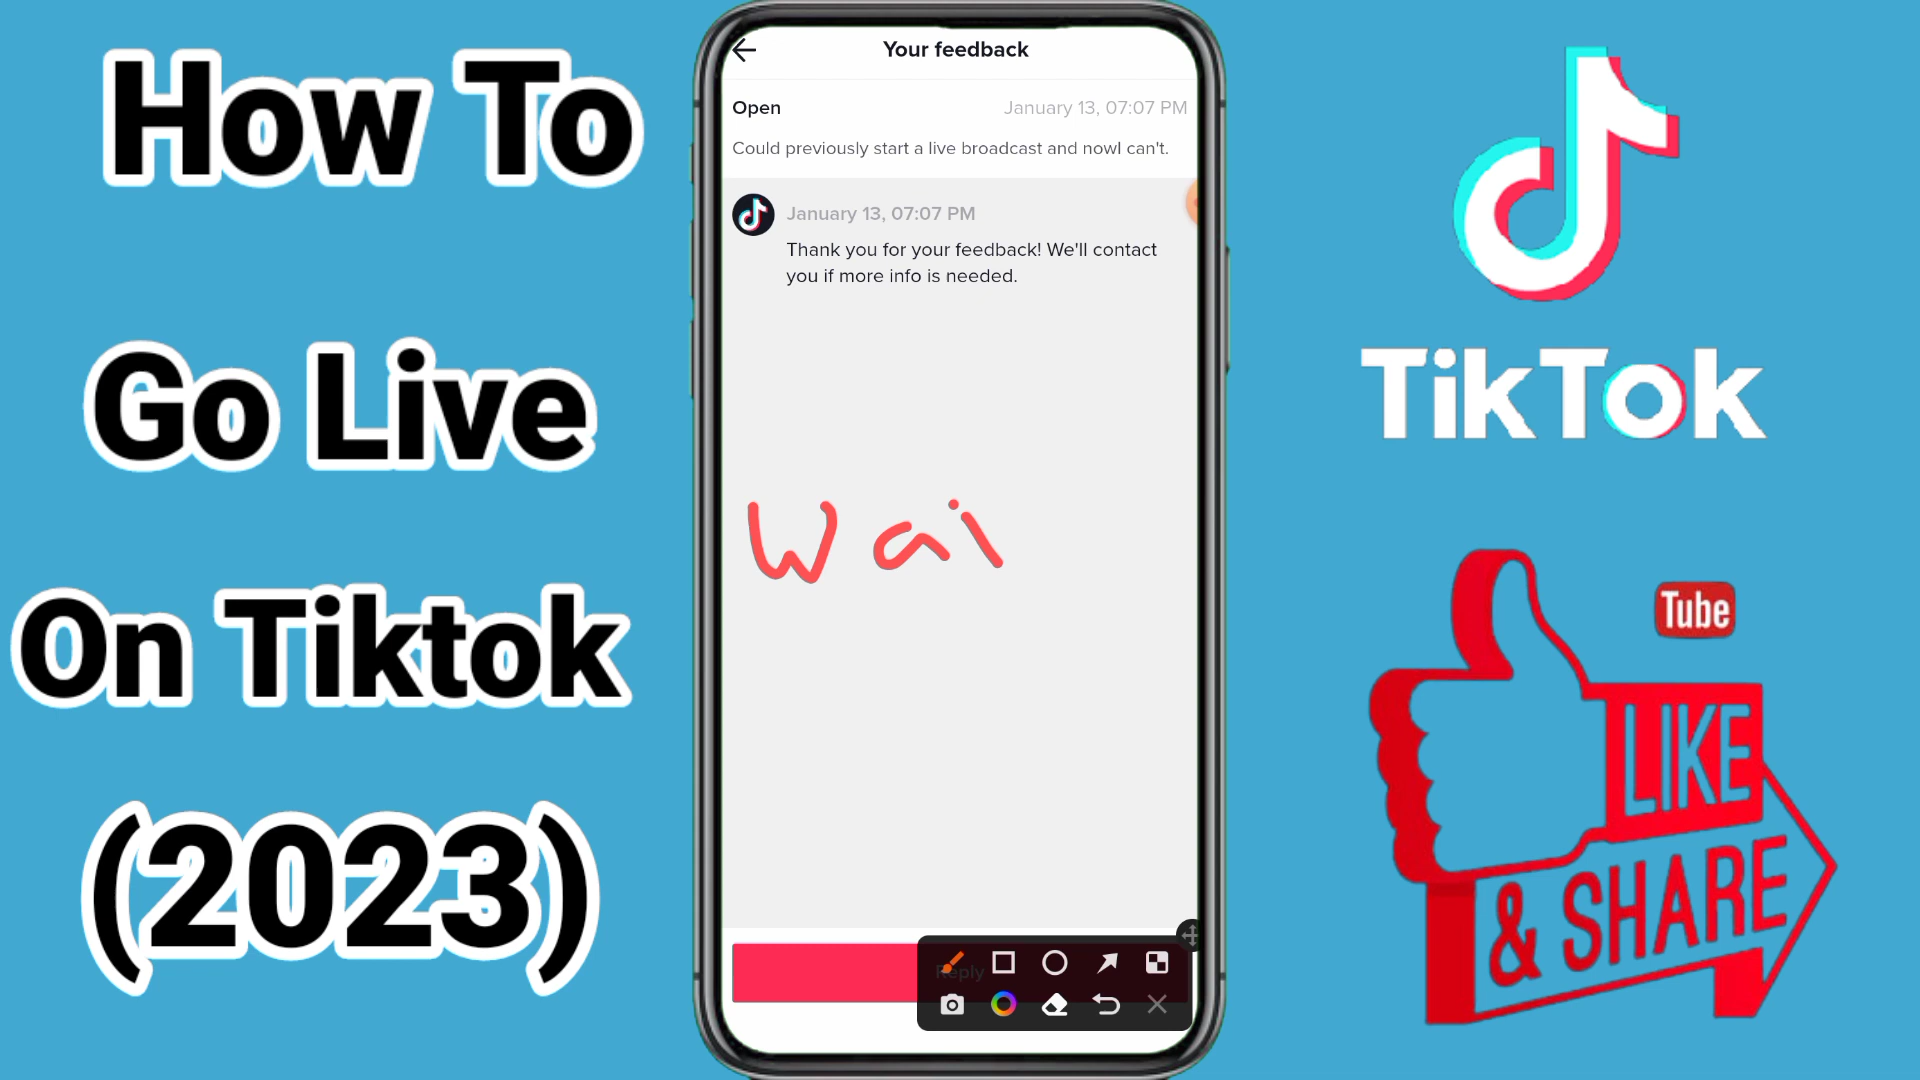 How To
Go Live
On Tiktok
(2023)
Your feedback
Open
January 13, 07:07 PM
Could previously start a live broadcast and nowI can't.
January 13, 07:07 PM
Thank you for your feedback! We'll contact
you if more info is needed.
Wai
Reply
TikTok
Tube
LIKE
& SHARE